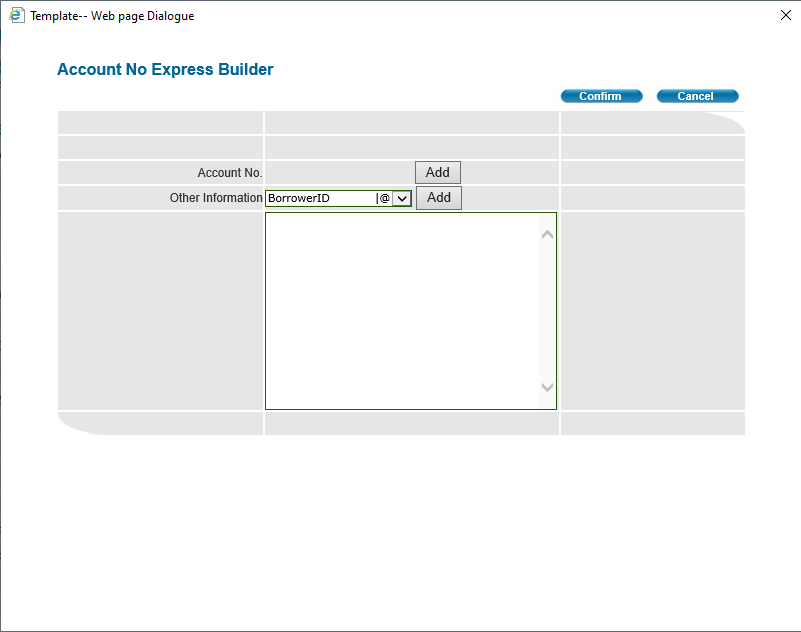 Template-- Web page Dialogue
Account No Express Builder
Confirm Cancel
Account No. Add
Other Information BorrowerID |@ Add